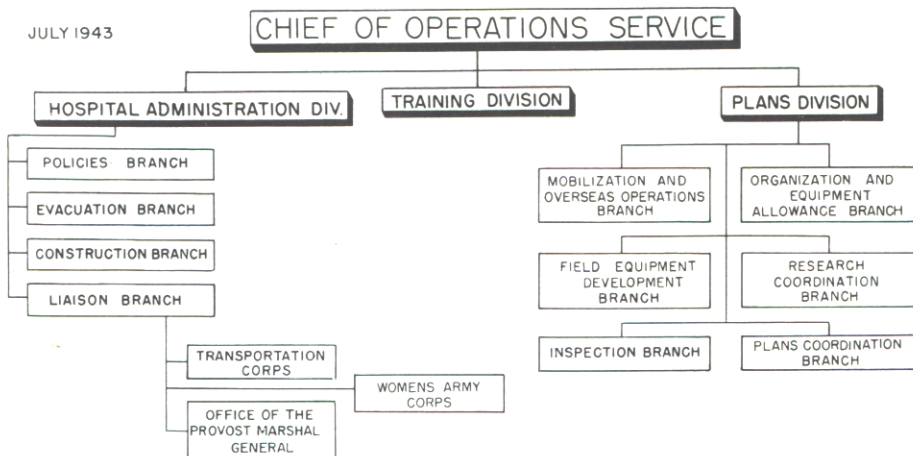 JULY 1943
CHIEF OF OPERATIONS SERVICE
HOSPITAL ADMINISTRATION DIV.
TRAINING DIVISION
PLANS DIVISION
POLICIES BRANCH
EVACUATION BRANCH
CONSTRUCTION BRANCH
LIAISON BRANCH
TRANSPORTATION
CORPS
WOMENS ARMY
CORPS
OFFICE OF THE
PROVOST MARSHAL
GENERAL
MOBILIZATION AND
OVERSEAS OPERATIONS
BRANCH
ORGANIZATION AND
EQUIPMENT
ALLOWANCE BRANCH
FIELD EQUIPMENT
DEVELOPMENT
BRANCH
RESEARCH
COORDINATION
BRANCH
INSPECTION BRANCH
PLANS COORDINATION
BRANCH